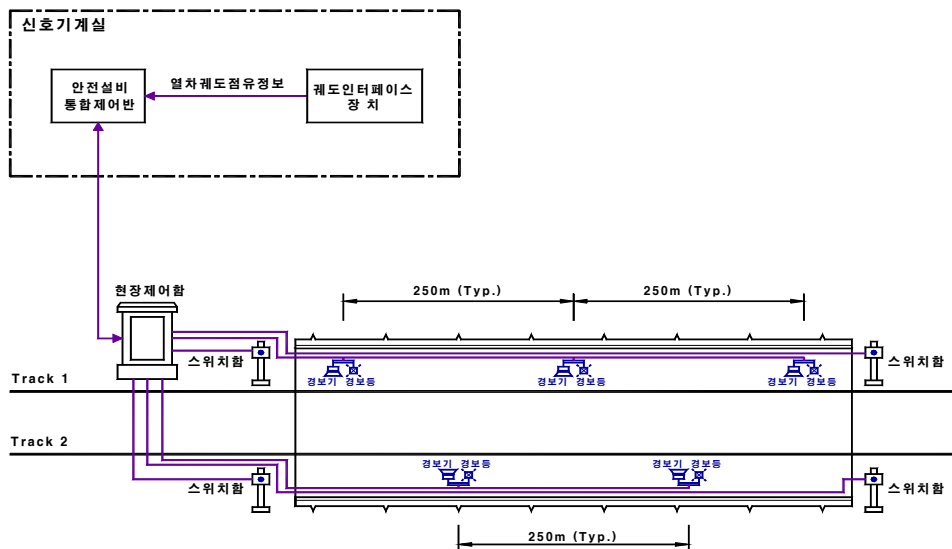 신호기계실
안전설비
통합제어반
열차궤도점유정보
궤도인터페이스
장 치
현장제어함
250m (Typ.)
250m (Typ.)
스위치함
스위치함
경보기 경보등
경보기 경보등
경보기 경보등
Track 1
Track 2
경보기 경보등
경보기 경보등
스위치함
스위치함
250m (Typ.)